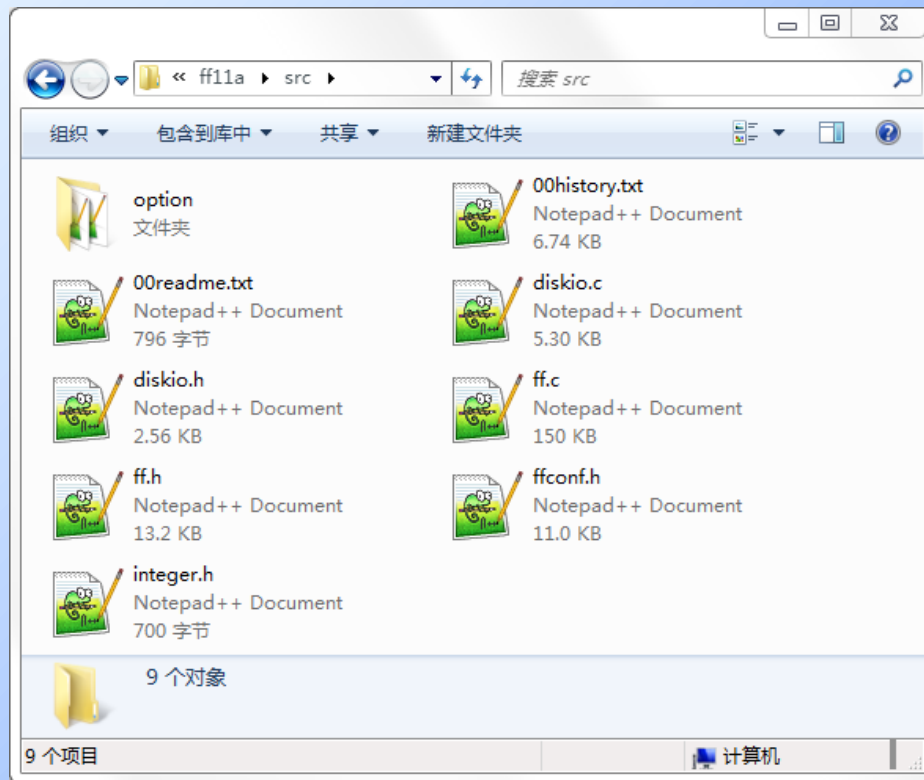 « ff11a src
搜索 src
组织 包含到库中 共享 新建文件夹
option
文件夹
00history.txt
Notepad++ Document
6.74 KB
00readme.txt
Notepad++ Document
796 字节
diskio.c
Notepad++ Document
5.30 KB
diskio.h
Notepad++ Document
2.56 KB
ff.c
Notepad++ Document
150 KB
ff.h
Notepad++ Document
13.2 KB
ffconf.h
Notepad++ Document
11.0 KB
integer.h
Notepad++ Document
700 字节
9 个对象
9 个项目 计算机